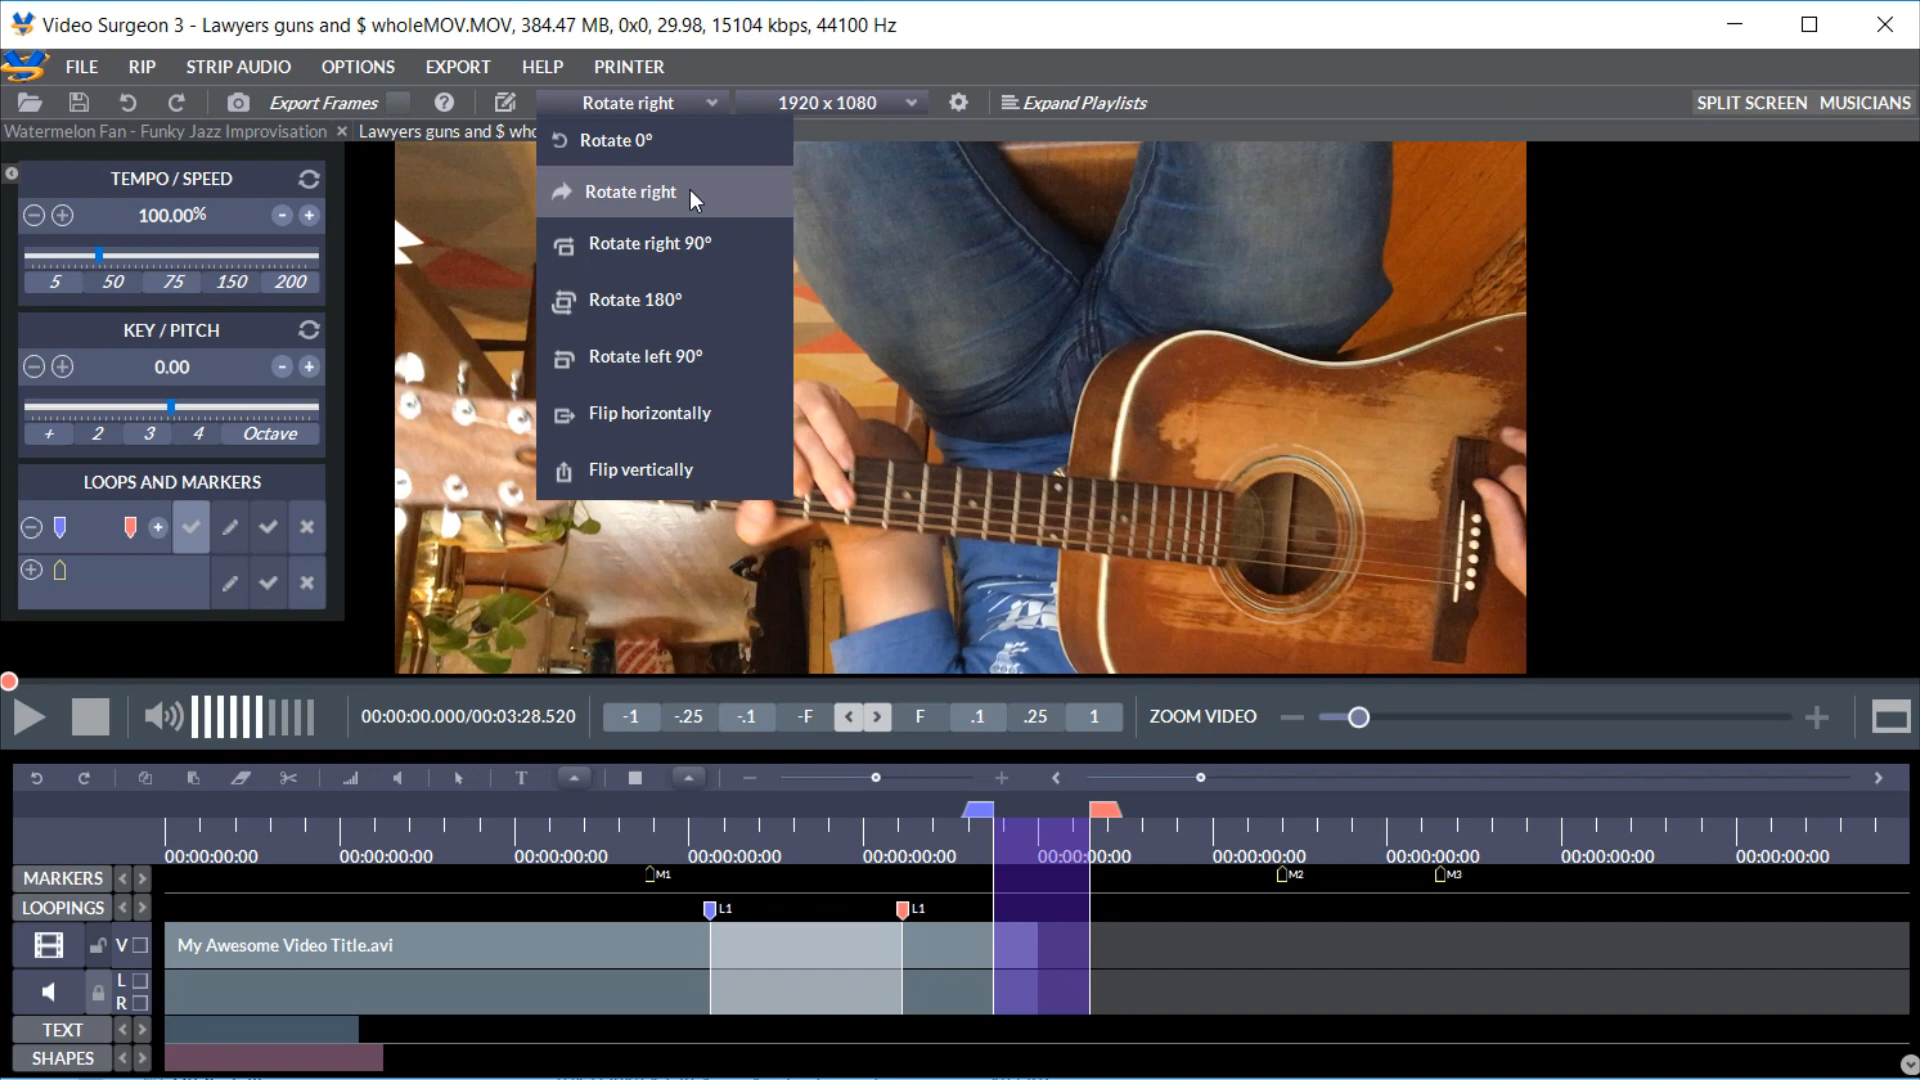 Video Surgeon 3 - Lawyers guns and $ wholeMOV.MOV, 384.47 MB, 0x0, 29.98, 15104 kbps, 44100 Hz
FILE RIP STRIP AUDIO OPTIONS EXPORT HELP PRINTER
Export Frames Rotate right 1920 x 1080 Expand Playlists SPLIT SCREEN MUSICIANS
Watermelon Fan - Funky Jazz Improvisation Lawyers guns and $ who
Rotate 0°
Rotate right
Rotate right 90°
Rotate 180°
Rotate left 90°
Flip horizontally
Flip vertically
TEMPO / SPEED
100.00%
5 50 75 150 200
KEY / PITCH
0.00
+ 2 3 4 Octave
LOOPS AND MARKERS
00:00:00.000/00:03:28.520 -1 -.25 -.1 -F F .1 .25 1 ZOOM VIDEO
T
00:00:00:00 00:00:00:00 00:00:00:00 00:00:00:00 00:00:00:00 00:00:00:00 00:00:00:00 00:00:00:00 00:00:00:00 00:00:00:00
MARKERS M1 M2 M3
LOOPINGS L1 L1
V My Awesome Video Title.avi
L
R
TEXT
SHAPES